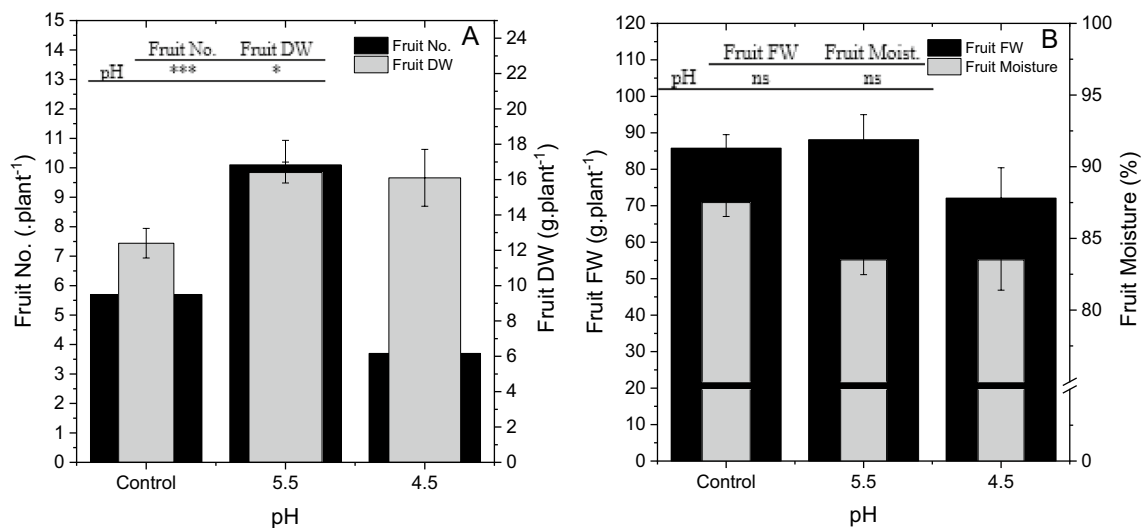 A
Fruit No. Fruit DW
pH *** *
Fruit No.
Fruit DW
15
14
13
12
11
10
9
8
7
6
5
4
3
2
1
0
Fruit No. (.plant-1)
24
22
20
18
16
14
12
10
8
6
4
2
0
Fruit DW (g.plant-1)
Control 5.5 4.5
pH
B
Fruit FW Fruit Moist.
pH ns ns
Fruit FW
Fruit Moisture
120
110
100
90
80
70
60
50
40
30
20
10
0
Fruit FW (g.plant-1)
100
95
90
85
80
0
Fruit Moisture (%)
Control 5.5 4.5
pH